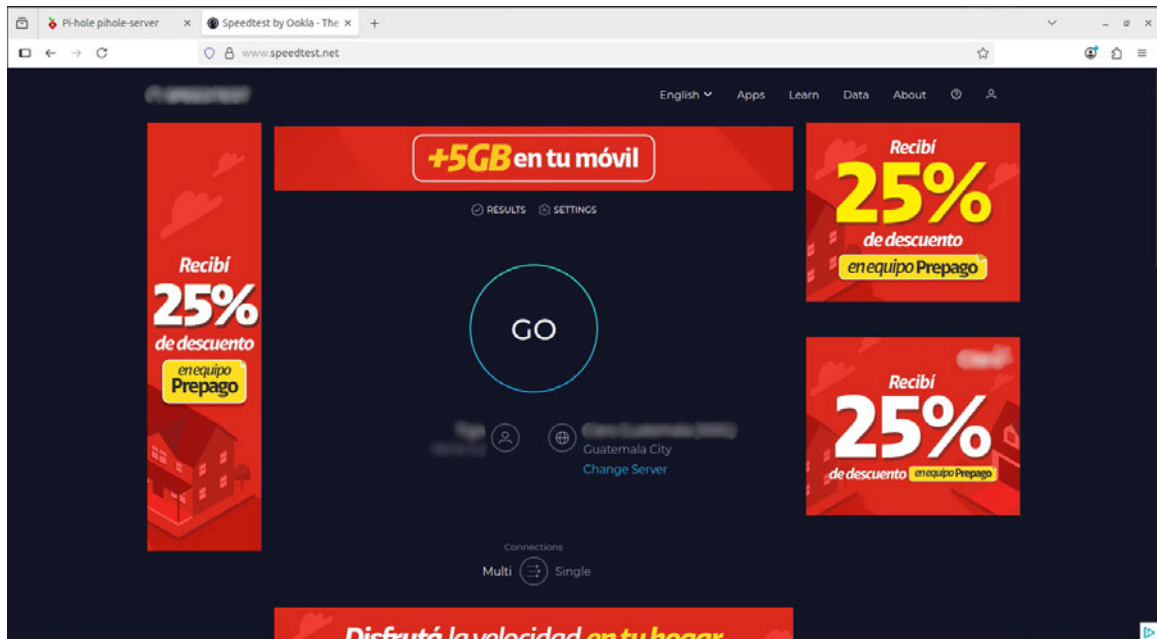 Pi-hole pihole-server
Speedtest by Ookla - The
www.speedtest.net
English
Apps
Learn
Data
About
+5GB en tu móvil
RESULTS
SETTINGS
Recibí
25%
de descuento
en equipo
Prepago
GO
Guatemala City
Change Server
Connections
Multi
Single
Recibí
25%
de descuento
en equipo Prepago
Recibí
25%
de descuento en equipo Prepago
Disfrutá la velocidad en tu hogar